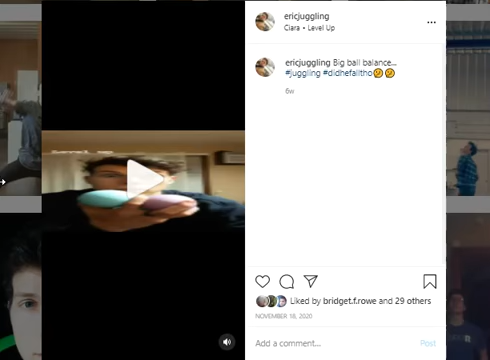 ericjuggling
Ciara • Level Up
ericjuggling Big ball balance...
#juggling #didhefalltho
6w
Liked by bridget.f.rowe and 29 others
NOVEMBER 18, 2020
Add a comment...
Post